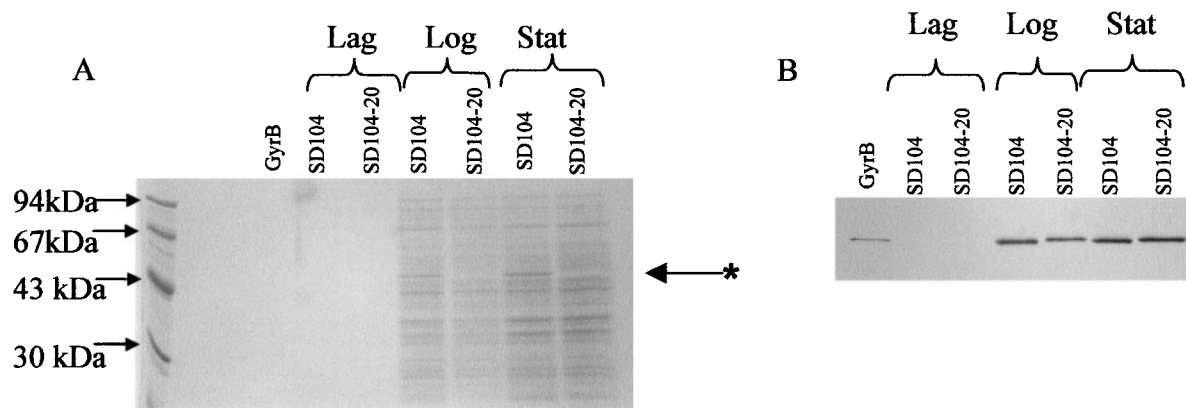 A
Lag Log Stat
GyrB SD104 SD104-20 SD104 SD104-20 SD104 SD104-20
94kDa
67kDa
43 kDa
30 kDa
*
B
Lag Log Stat
GyrB SD104 SD104-20 SD104 SD104-20 SD104 SD104-20